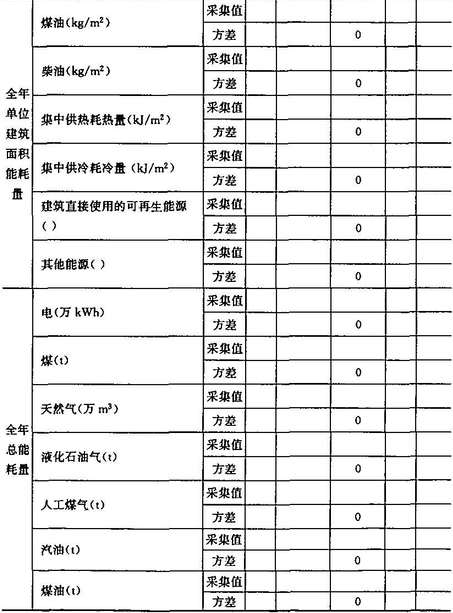 全年
单位
建筑
面积
能耗
量
煤油(kg/m²)
采集值
方差 0
柴油(kg/m²)
采集值
方差 0
集中供热耗热量(kJ/m²)
采集值
方差 0
集中供冷耗冷量(kJ/m²)
采集值
方差 0
建筑直接使用的可再生能源
( )
采集值
方差 0
其他能源( )
采集值
方差 0
全年
总能
耗量
电(万 kWh)
采集值
方差 0
煤(t)
采集值
方差 0
天然气(万 m³)
采集值
方差 0
液化石油气(t)
采集值
方差 0
人工煤气(t)
采集值
方差 0
汽油(t)
采集值
方差 0
煤油(t)
采集值
方差 0